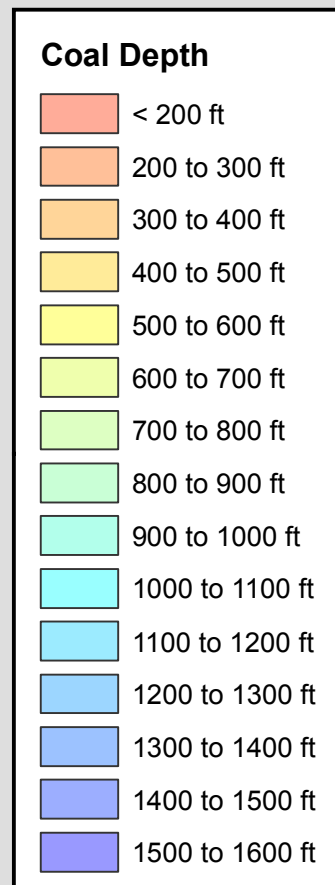 Coal Depth
< 200 ft
200 to 300 ft
300 to 400 ft
400 to 500 ft
500 to 600 ft
600 to 700 ft
700 to 800 ft
800 to 900 ft
900 to 1000 ft
1000 to 1100 ft
1100 to 1200 ft
1200 to 1300 ft
1300 to 1400 ft
1400 to 1500 ft
1500 to 1600 ft